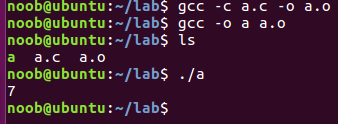 noob@ubuntu:~/lab$ gcc -c a.c -o a.o
noob@ubuntu:~/lab$ gcc -o a a.o
noob@ubuntu:~/lab$ ls
a  a.c  a.o
noob@ubuntu:~/lab$ ./a
7
noob@ubuntu:~/lab$